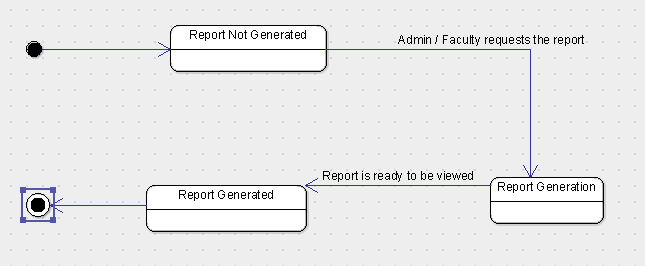 Report Not Generated
Admin / Faculty requests the report
Report is ready to be viewed
Report Generation
Report Generated